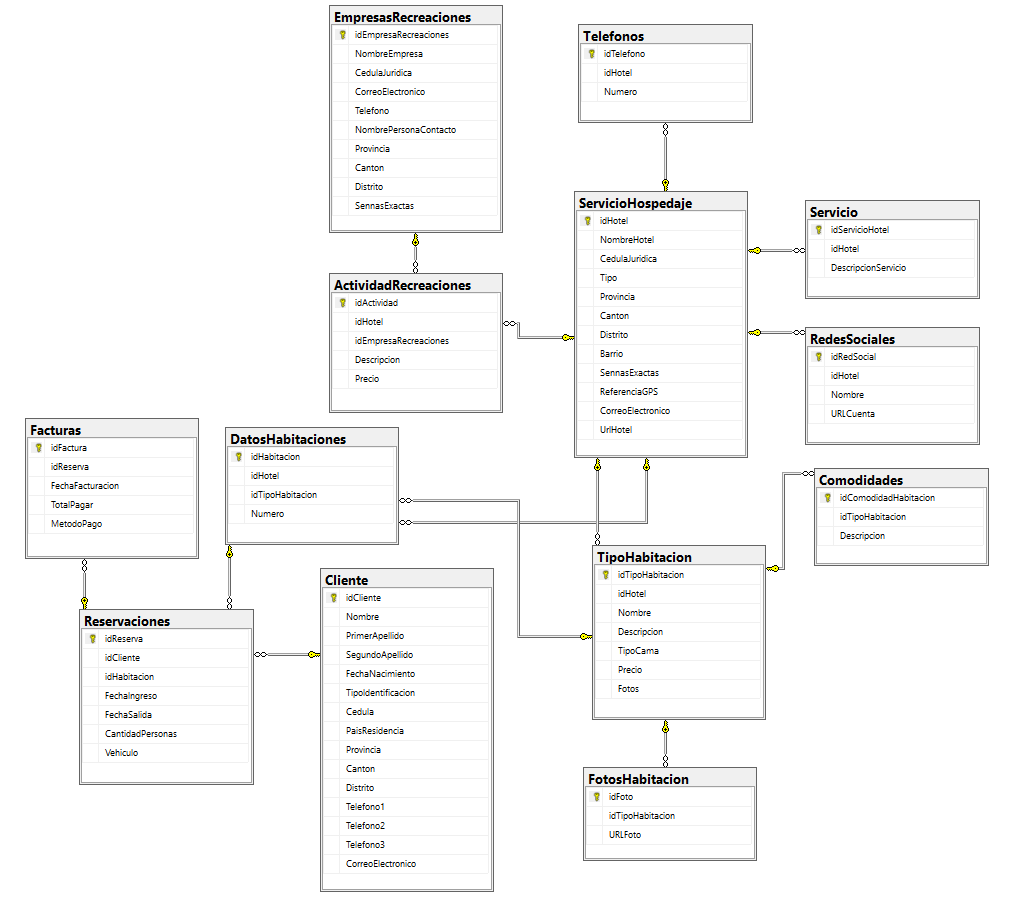 EmpresasRecreaciones
idEmpresaRecreaciones
NombreEmpresa
CedulaJuridica
CorreoElectronico
Telefono
NombrePersonaContacto
Provincia
Canton
Distrito
SennasExactas
Telefonos
idTelefono
idHotel
Numero
ServicioHospedaje
idHotel
NombreHotel
CedulaJuridica
Tipo
Provincia
Canton
Distrito
Barrio
SennasExactas
ReferenciaGPS
CorreoElectronico
UrlHotel
Servicio
idServicioHotel
idHotel
DescripcionServicio
ActividadRecreaciones
idActividad
idHotel
idEmpresaRecreaciones
Descripcion
Precio
RedesSociales
idRedSocial
idHotel
Nombre
URLCuenta
Facturas
idFactura
idReserva
FechaFacturacion
TotalPagar
MetodoPago
DatosHabitaciones
idHabitacion
idHotel
idTipoHabitacion
Numero
Comodidades
idComodidadHabitacion
idTipoHabitacion
Descripcion
TipoHabitacion
idTipoHabitacion
idHotel
Nombre
Descripcion
TipoCama
Precio
Fotos
Cliente
idCliente
Nombre
PrimerApellido
SegundoApellido
FechaNacimiento
TipoIdentificacion
Cedula
PaisResidencia
Provincia
Canton
Distrito
Telefono1
Telefono2
Telefono3
CorreoElectronico
Reservaciones
idReserva
idCliente
idHabitacion
FechaIngreso
FechaSalida
CantidadPersonas
Vehiculo
FotosHabitacion
idFoto
idTipoHabitacion
URLFoto